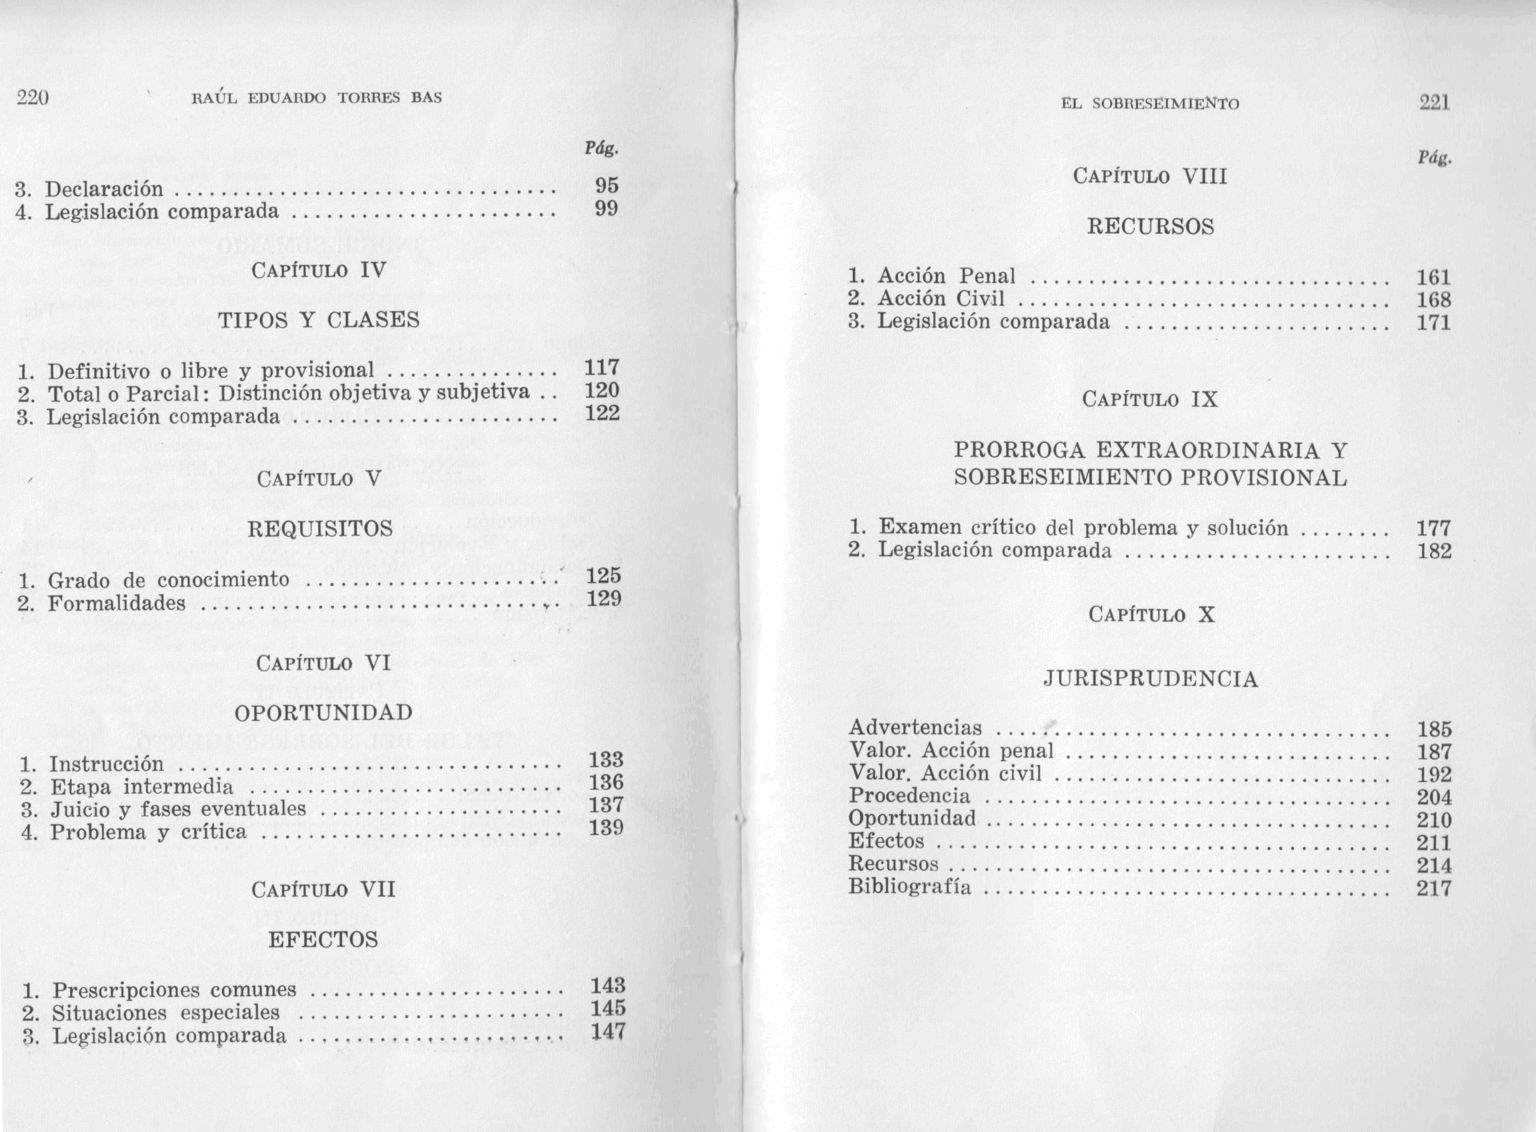 220 RAÚL EDUARDO TORRES BAS
Pág.
3. Declaración ................................. 95
4. Legislación comparada ....................... 99
CAPÍTULO IV
TIPOS Y CLASES
1. Definitivo o libre y provisional ............... 117
2. Total o Parcial: Distinción objetiva y subjetiva .. 120
3. Legislación comparada ....................... 122
CAPÍTULO V
REQUISITOS
1. Grado de conocimiento ...................... 125
2. Formalidades ............................... 129
CAPÍTULO VI
OPORTUNIDAD
1. Instrucción ................................. 133
2. Etapa intermedia ........................... 136
3. Juicio y fases eventuales ..................... 137
4. Problema y crítica .......................... 139
CAPÍTULO VII
EFECTOS
1. Prescripciones comunes ...................... 143
2. Situaciones especiales ....................... 145
3. Legislación comparada ....................... 147
EL SOBRESEIMIENTO 221
Pág.
CAPÍTULO VIII
RECURSOS
1. Acción Penal ............................... 161
2. Acción Civil ................................ 168
3. Legislación comparada ....................... 171
CAPÍTULO IX
PRORROGA EXTRAORDINARIA Y
SOBRESEIMIENTO PROVISIONAL
1. Examen crítico del problema y solución ........ 177
2. Legislación comparada ....................... 182
CAPÍTULO X
JURISPRUDENCIA
Advertencias .................................. 185
Valor. Acción penal ............................ 187
Valor. Acción civil ............................. 192
Procedencia ................................... 204
Oportunidad ................................... 210
Efectos ....................................... 211
Recursos ...................................... 214
Bibliografía ................................... 217